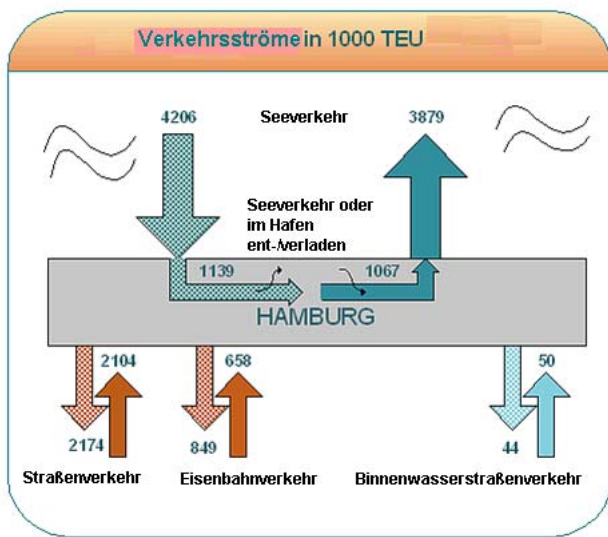 Verkehrsströme in 1000 TEU
4206
Seeverkehr
3879
Seeverkehr oder
im Hafen
ent-/verladen
1139
1067
HAMBURG
2104
658
50
2174
849
44
Straßenverkehr
Eisenbahnverkehr
Binnenwasserstraßenverkehr